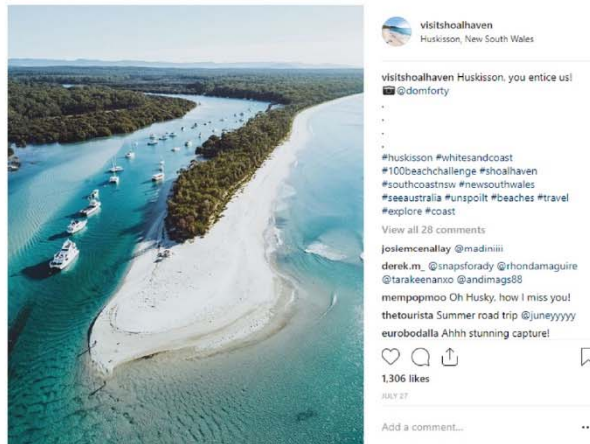 visitshoalhaven
Huskisson, New South Wales
visitshoalhaven Huskisson, you entice us!
@domforty
.
.
.
.
#huskisson #whitesandcoast
#100beachchallenge #shoalhaven
#southcoastnsw #newsouthwales
#seeaustralia #unspoilt #beaches #travel
#explore #coast
View all 28 comments
josiemcenallay @madiniiii
derek.m_ @snapsforady @rhondamaguire
@tarakeenanxo @andimags88
mempopmoo Oh Husky, how I miss you!
thetourista Summer road trip @juneyyyyy
eurobodalla Ahhh stunning capture!
1,306 likes
JULY 27
Add a comment...